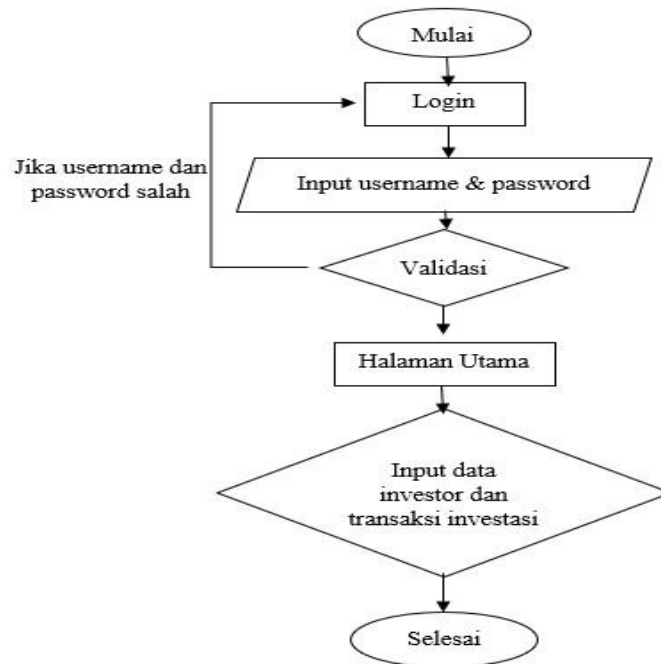 Mulai
Login
Jika username dan
password salah
Input username & password
Validasi
Halaman Utama
Input data
investor dan
transaksi investasi
Selesai